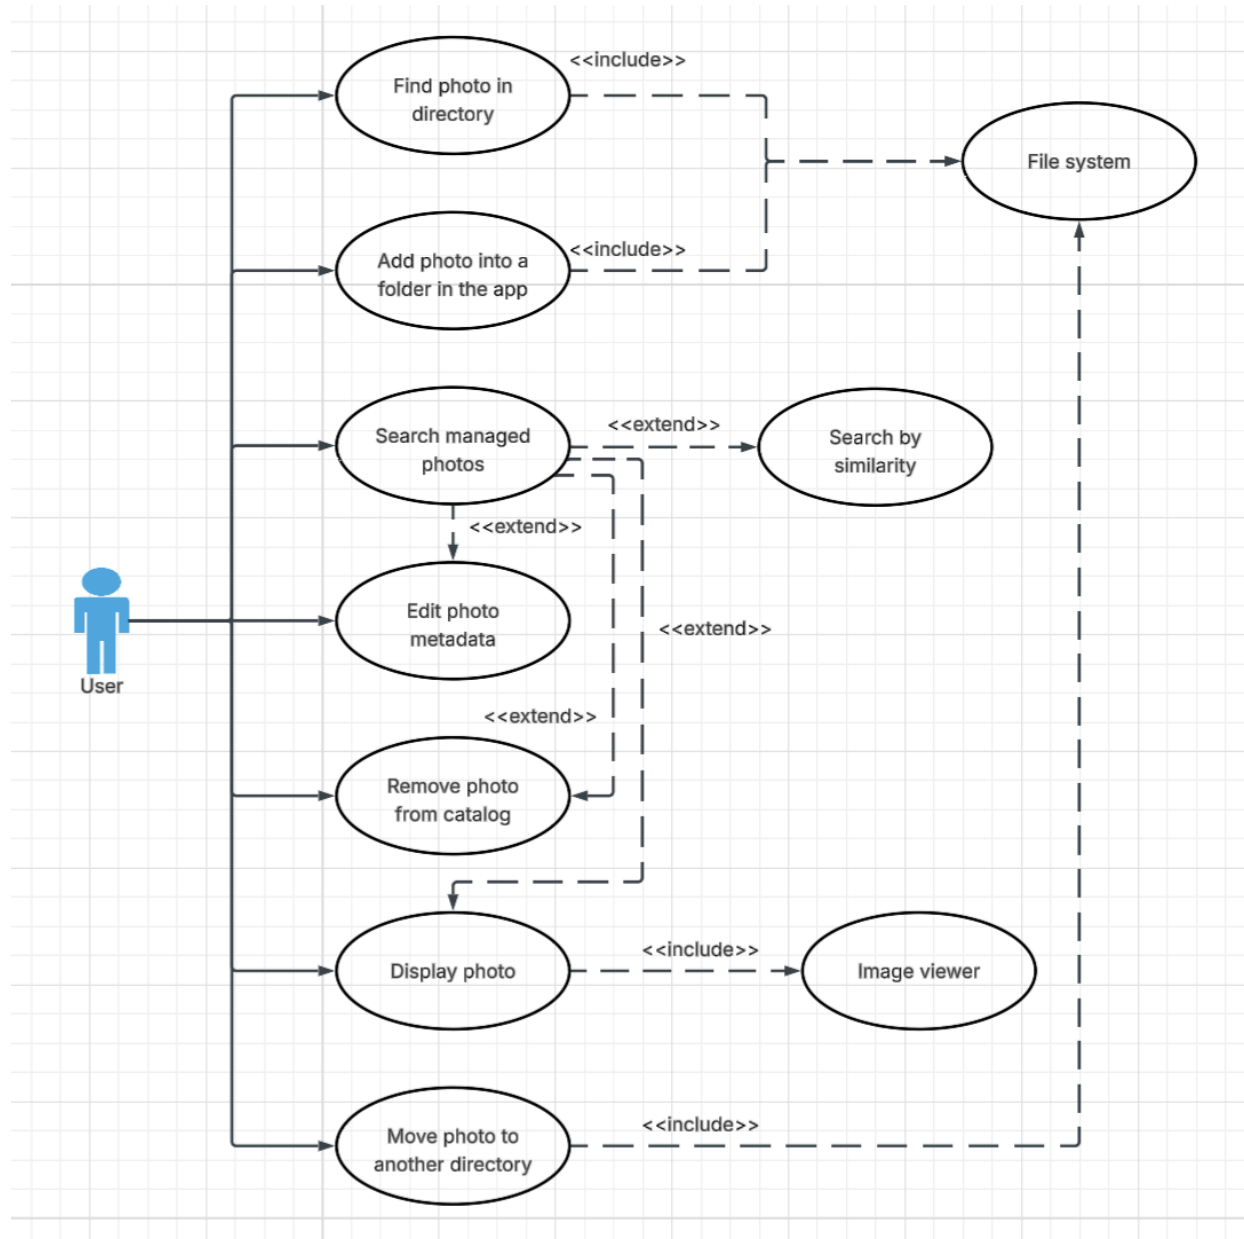 <<include>>
Find photo in
directory
File system
<<include>>
Add photo into a
folder in the app
<<extend>>
Search managed
photos
Search by
similarity
<<extend>>
Edit photo
metadata
<<extend>>
User
<<extend>>
Remove photo
from catalog
<<include>>
Display photo
Image viewer
<<include>>
Move photo to
another directory